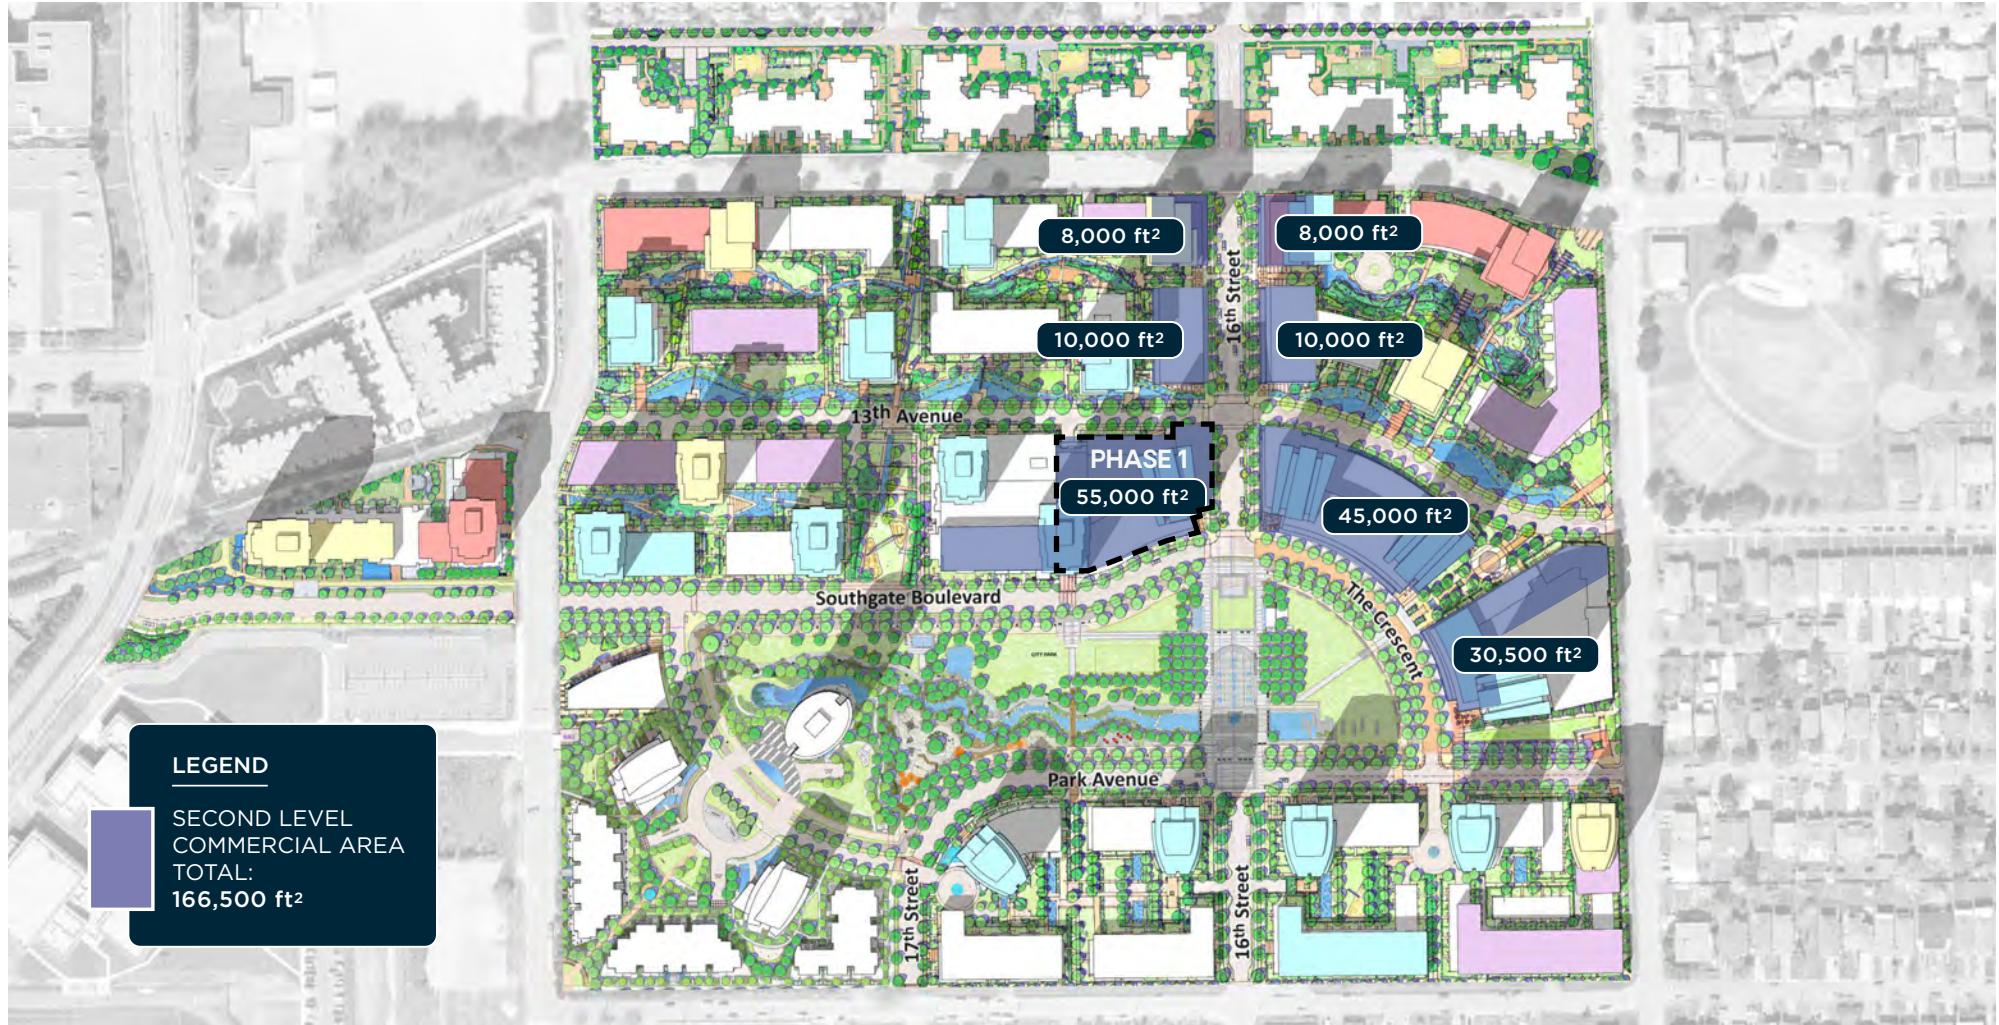 8,000 ft²
8,000 ft²
16th Street
10,000 ft²
10,000 ft²
13th Avenue
PHASE 1
55,000 ft²
45,000 ft²
Southgate Boulevard
The Crescent
CITY PARK
30,500 ft²
Park Avenue
17th Street
16th Street
LEGEND
SECOND LEVEL
COMMERCIAL AREA
TOTAL:
166,500 ft²